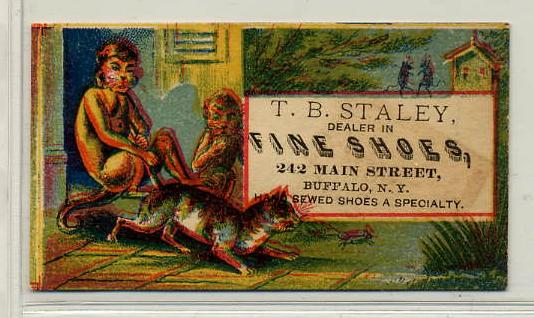 T. B. STALEY,
DEALER IN
FINE SHOES,
242 MAIN STREET,
BUFFALO, N. Y.
SEWED SHOES A SPECIALTY.